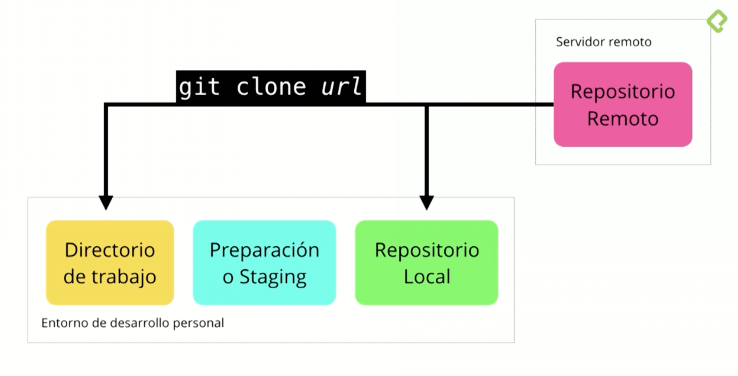 Servidor remoto
git clone url
Repositorio
Remoto
Directorio
de trabajo
Preparación
o Staging
Repositorio
Local
Entorno de desarrollo personal